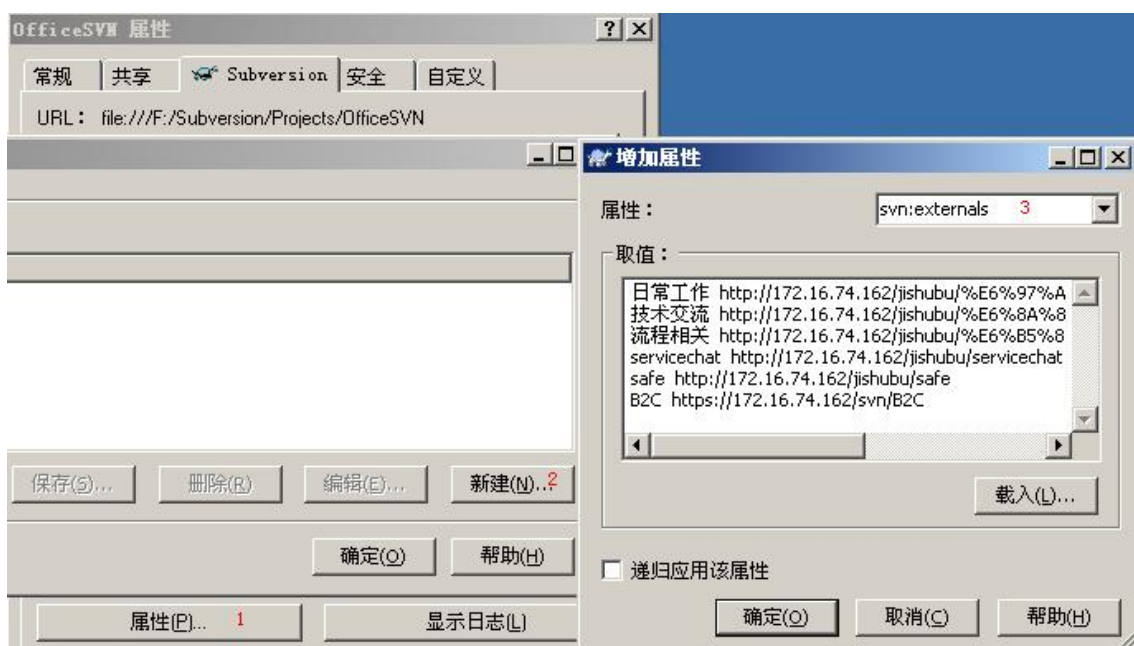 OfficeSVN 属性
常规 共享 Subversion 安全 自定义
URL： file:///F:/Subversion/Projects/OfficeSVN
增加属性
属性： svn:externals 3
取值：
日常工作 http://172.16.74.162/jishubu/%E6%97%A
技术交流 http://172.16.74.162/jishubu/%E6%8A%8
流程相关 http://172.16.74.162/jishubu/%E6%B5%8
servicechat http://172.16.74.162/jishubu/servicechat
safe http://172.16.74.162/jishubu/safe
B2C https://172.16.74.162/svn/B2C
载入(L)...
递归应用该属性
确定(O) 取消(C) 帮助(H)
保存(S)... 删除(R) 编辑(E)... 新建(N)... 2
确定(O) 帮助(H)
属性(P)... 1 显示日志(L)